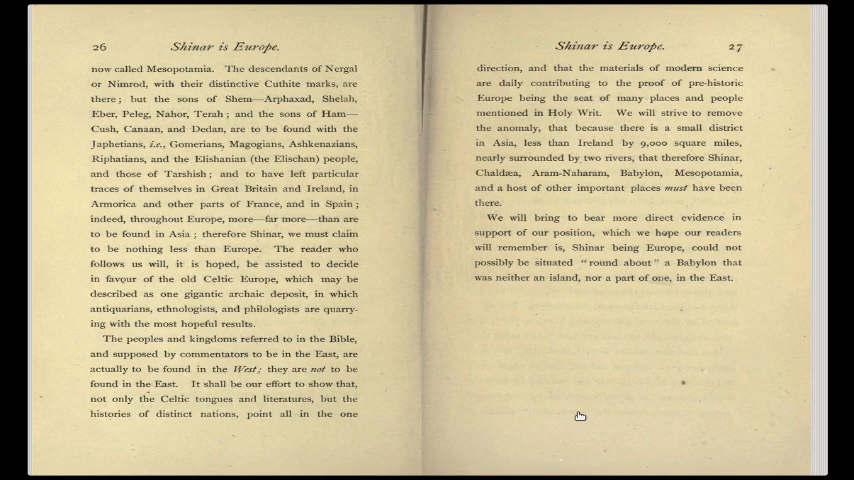 26
Shinar is Europe.
now called Mesopotamia. The descendants of Nergal
or Nimrod, with their distinctive Cuthite marks, are
there; but the sons of Shem—Arphaxad, Shelah,
Eber, Peleg, Nahor, Terah; and the sons of Ham—
Cush, Canaan, and Dedan, are to be found with the
Japhetians, i.e., Gomerians, Magogians, Ashkenazians,
Riphatians, and the Elishanian (the Elischan) people,
and those of Tarshish; and to have left particular
traces of themselves in Great Britain and Ireland, in
Armorica and other parts of France, and in Spain;
indeed, throughout Europe, more—far more—than are
to be found in Asia; therefore Shinar, we must claim
to be nothing less than Europe. The reader who
follows us will, it is hoped, be assisted to decide
in favour of the old Celtic Europe, which may be
described as one gigantic archaic deposit, in which
antiquarians, ethnologists, and philologists are quarry-
ing with the most hopeful results.
The peoples and kingdoms referred to in the Bible,
and supposed by commentators to be in the East, are
actually to be found in the West; they are not to be
found in the East. It shall be our effort to show that,
not only the Celtic tongues and literatures, but the
histories of distinct nations, point all in the one
Shinar is Europe.
27
direction, and that the materials of modern science
are daily contributing to the proof of pre-historic
Europe being the seat of many places and people
mentioned in Holy Writ. We will strive to remove
the anomaly, that because there is a small district
in Asia, less than Ireland by 9,000 square miles,
nearly surrounded by two rivers, that therefore Shinar,
Chaldæa, Aram-Naharam, Babylon, Mesopotamia,
and a host of other important places must have been
there.
We will bring to bear more direct evidence in
support of our position, which we hope our readers
will remember is, Shinar being Europe, could not
possibly be situated "round about" a Babylon that
was neither an island, nor a part of one, in the East.